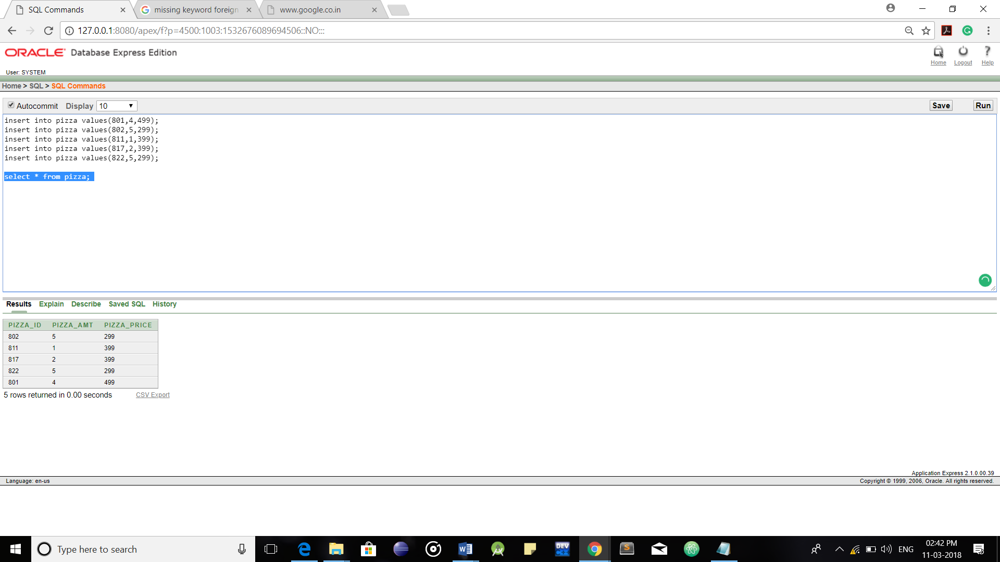 SQL Commands
missing keyword foreign
www.google.co.in
127.0.0.1:8080/apex/f?p=4500:1003:1532676089694506::NO:::
ORACLE Database Express Edition
Home Logout Help
User: SYSTEM
Home > SQL > SQL Commands
Autocommit Display 10 Save Run
insert into pizza values(801,4,499);
insert into pizza values(802,5,299);
insert into pizza values(811,1,399);
insert into pizza values(817,2,399);
insert into pizza values(822,5,299);
select * from pizza;
Results Explain Describe Saved SQL History
PIZZA_ID PIZZA_AMT PIZZA_PRICE
802 5 299
811 1 399
817 2 399
822 5 299
801 4 499
5 rows returned in 0.00 seconds CSV Export
Application Express 2.1.0.00.39
Language: en-us Copyright © 1999, 2006, Oracle. All rights reserved.
Type here to search
DEV C++
ENG
02:42 PM
11-03-2018